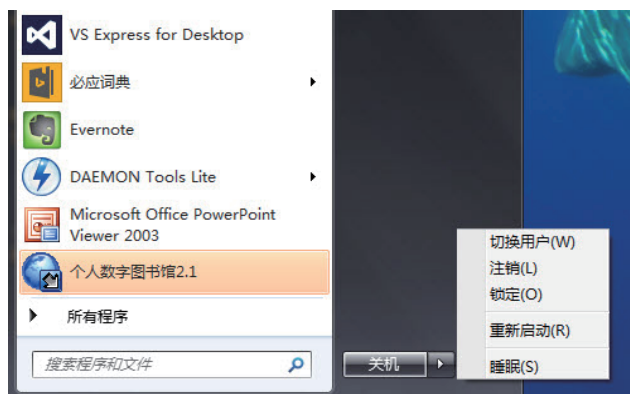 VS Express for Desktop
必应词典
Evernote
DAEMON Tools Lite
Microsoft Office PowerPoint
Viewer 2003
个人数字图书馆2.1
所有程序
搜索程序和文件
关机
切换用户(W)
注销(L)
锁定(O)
重新启动(R)
睡眠(S)